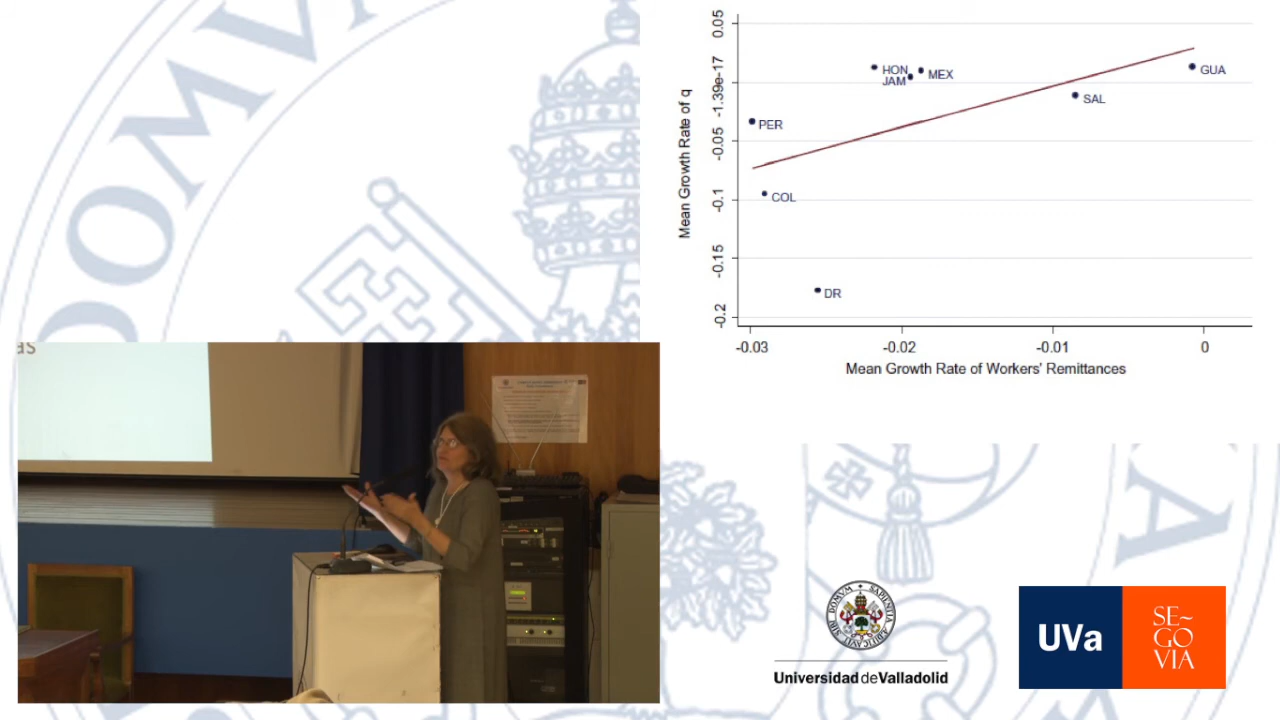 DOMV
0.05
-1.39e-17
-0.05
-0.1
-0.15
-0.2
Mean Growth Rate of q
HON
JAM
MEX
GUA
SAL
PER
COL
DR
-0.03
-0.02
-0.01
0
Mean Growth Rate of Workers' Remittances
as
A
Universidad de Valladolid
UVa
SE~
GO
VIA